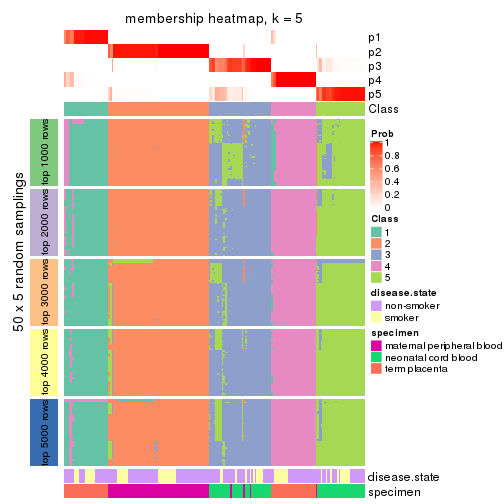 membership heatmap, k = 5
p1
p2
p3
p4
p5
Class
50 x 5 random samplings
top 1000 rows
top 2000 rows
top 3000 rows
top 4000 rows
top 5000 rows
Prob
1
0.8
0.6
0.4
0.2
0
Class
1
2
3
4
5
disease.state
non-smoker
smoker
specimen
maternal peripheral blood
neonatal cord blood
term placenta
disease.state
specimen